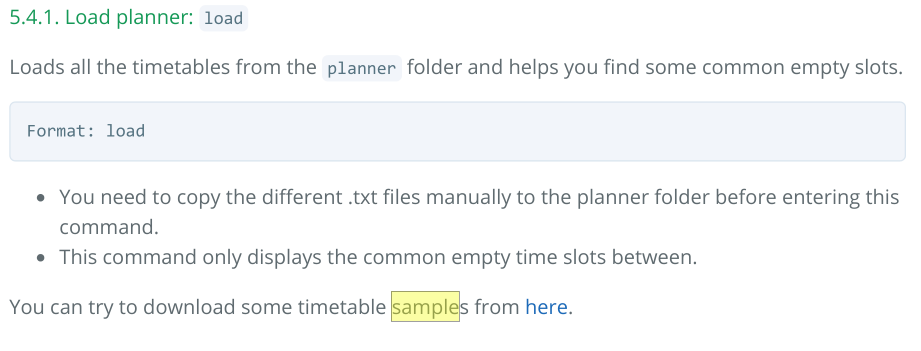 5.4.1. Load planner: load
Loads all the timetables from the planner folder and helps you find some common empty slots.
Format: load
• You need to copy the different .txt files manually to the planner folder before entering this
command.
• This command only displays the common empty time slots between.
You can try to download some timetable samples from here.